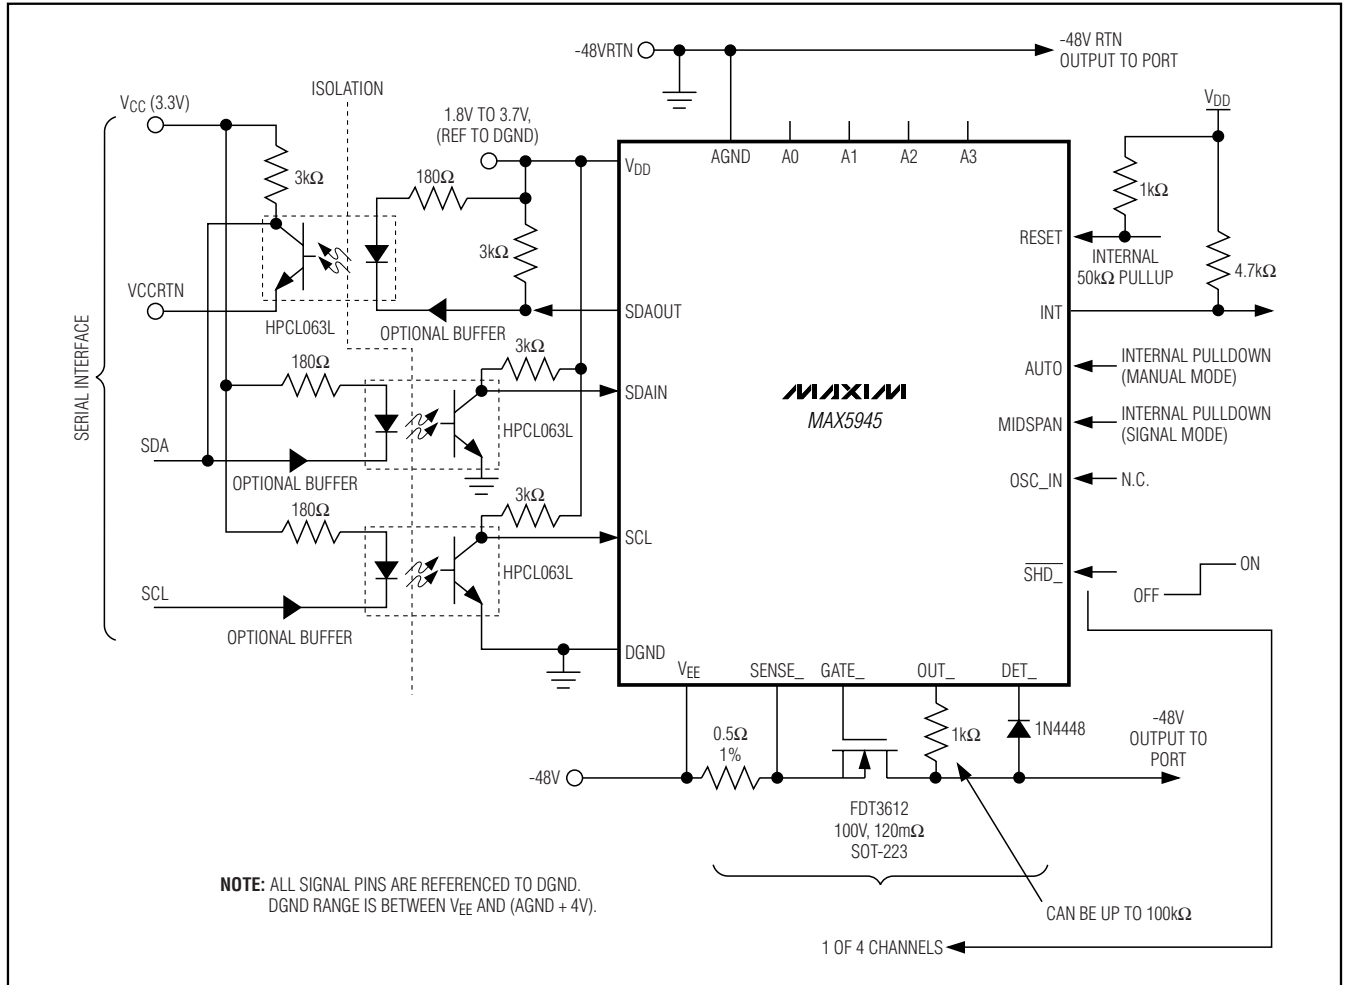 -48VRTN
-48V RTN
OUTPUT TO PORT
ISOLATION
VCC (3.3V)
1.8V TO 3.7V,
(REF TO DGND)
VDD
180Ω
3kΩ
3kΩ
VDD
AGND
A0
A1
A2
A3
1kΩ
RESET
INTERNAL
50kΩ PULLUP
4.7kΩ
VCCRTN
HPCL063L
OPTIONAL BUFFER
SDAOUT
INT
SERIAL INTERFACE
180Ω
3kΩ
SDAIN
HPCL063L
MAXIM
MAX5945
AUTO
INTERNAL PULLDOWN
(MANUAL MODE)
MIDSPAN
INTERNAL PULLDOWN
(SIGNAL MODE)
SDA
OPTIONAL BUFFER
OSC_IN
N.C.
180Ω
3kΩ
SCL
HPCL063L
SHD_
ON
OFF
SCL
OPTIONAL BUFFER
DGND
VEE
SENSE_
GATE_
OUT_
DET_
0.5Ω
1%
1kΩ
1N4448
-48V
OUTPUT TO
PORT
-48V
FDT3612
100V, 120mΩ
SOT-223
NOTE: ALL SIGNAL PINS ARE REFERENCED TO DGND.
DGND RANGE IS BETWEEN VEE AND (AGND + 4V).
CAN BE UP TO 100kΩ
1 OF 4 CHANNELS